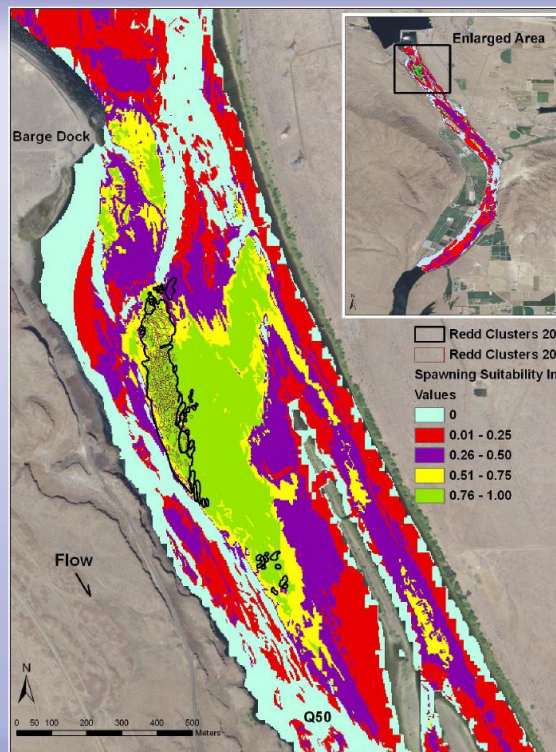 Enlarged Area
Barge Dock
N
Redd Clusters 20
Redd Clusters 20
Spawning Suitability In
Values
0
0.01 - 0.25
0.26 - 0.50
0.51 - 0.75
0.76 - 1.00
Flow
N
Q50
0 50 100 200 300 400 500
Meters